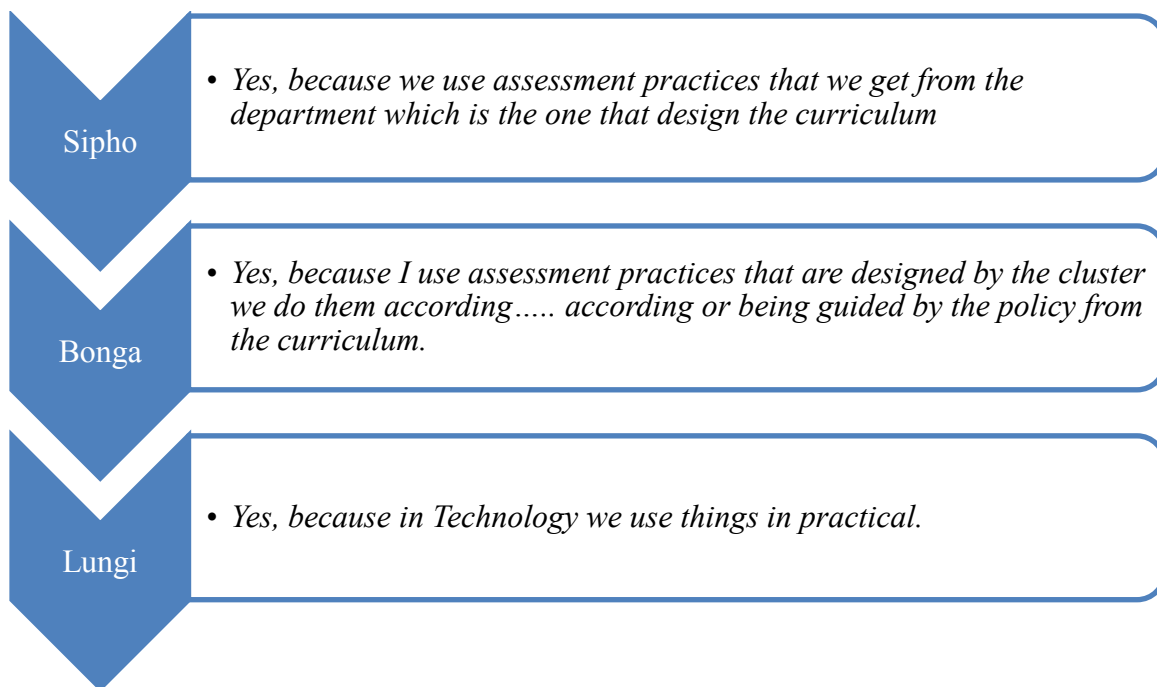 Sipho
• Yes, because we use assessment practices that we get from the
department which is the one that design the curriculum
Bonga
• Yes, because I use assessment practices that are designed by the cluster
we do them according..... according or being guided by the policy from
the curriculum.
Lungi
• Yes, because in Technology we use things in practical.